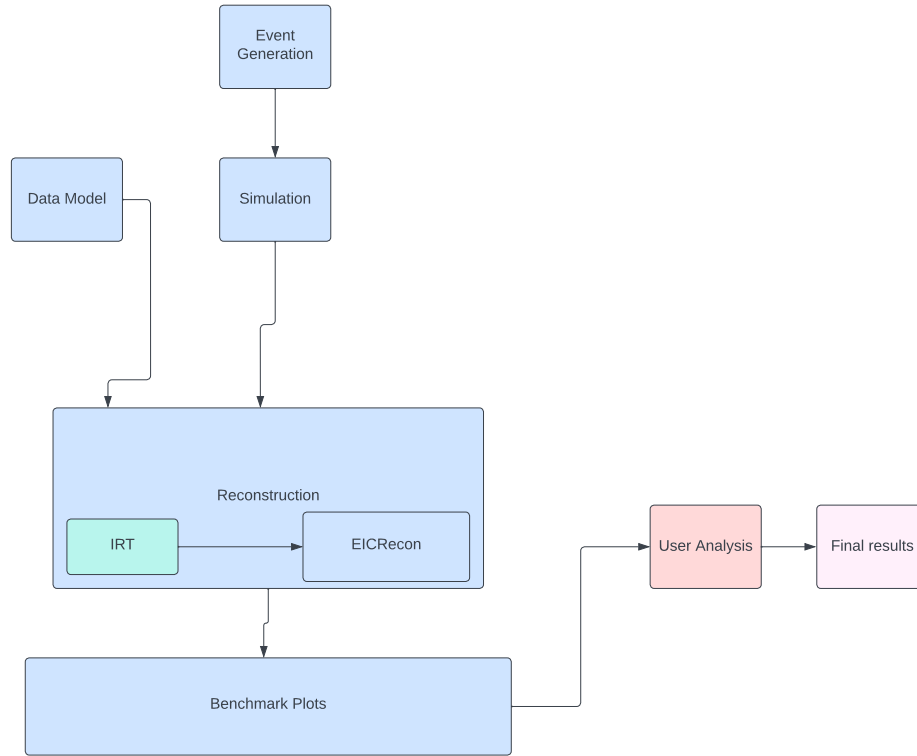 Event
Generation
Data Model
Simulation
Reconstruction
IRT
EICRecon
User Analysis
Final results
Benchmark Plots